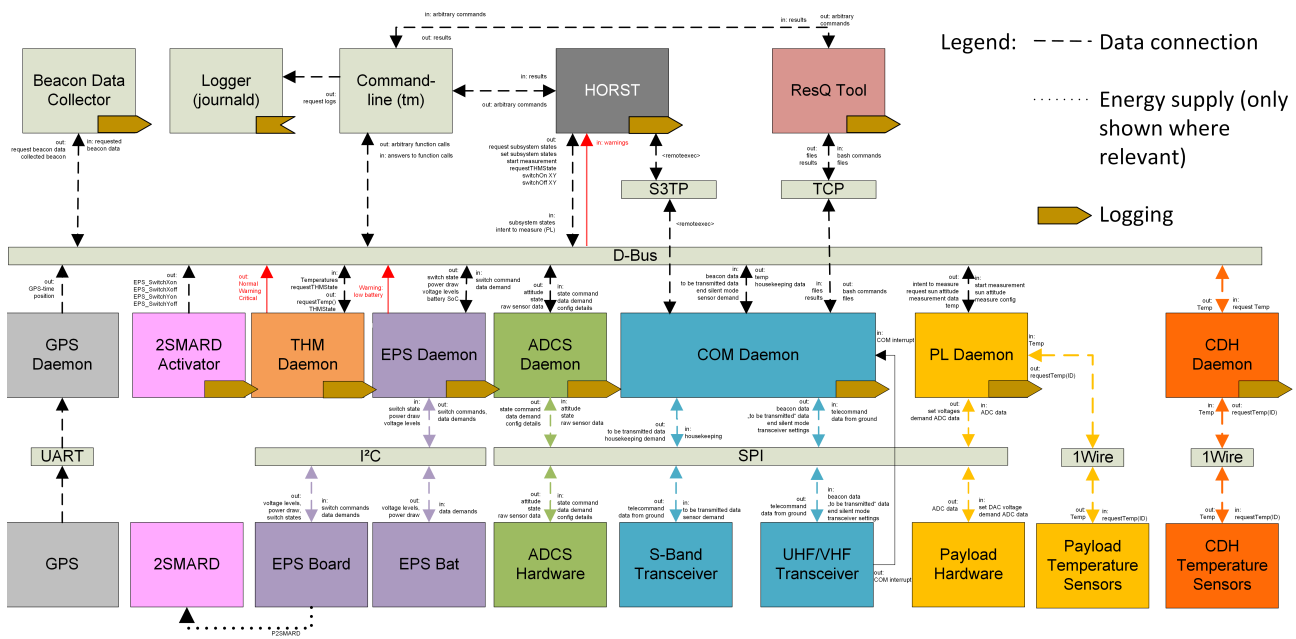 in: arbitrary commands
out: results
in: results
out: arbitrary
commands
Legend:
Data connection
Energy supply (only
shown where
relevant)
Logging
Beacon Data
Collector
Logger
(journald)
out:
request logs
Command-
line (tm)
in: results
out: arbitrary commands
HORST
ResQ Tool
out:
request beacon data
collected beacon
in: requested
beacon data
out: arbitrary function calls
in: answers to function calls
out:
request subsystem states
set subsystem states
start measurement
requestTHMState
switchOn XY
switchOff XY
in: warnings
in:
subsystem states
intent to measure (PL)
<remoteexec>
S3TP
<remoteexec>
out:
files
results
in:
bash commands
files
TCP
D-Bus
out:
GPS-time
position
out:
EPS_SwitchXon
EPS_SwitchXoff
EPS_SwitchYon
EPS_SwitchYoff
out:
Normal
Warning
Critical
in:
Temperatures
requestTHMState
out:
requestTemp()
THMState
Warning:
low battery
out:
switch state
power draw
voltage levels
battery SoC
in:
switch command
data demand
out:
attitude
state
raw sensor data
in:
state command
data demand
config details
in:
beacon data
to be transmitted data
end silent mode
sensor demand
out:
temp
housekeeping data
in:
files
results
out:
bash commands
files
out:
intent to measure
request sun attitude
measurement data
temp
in:
start measurement
sun attitude
measure config
out:
Temp
in:
request Temp
GPS
Daemon
2SMARD
Activator
THM
Daemon
EPS Daemon
ADCS
Daemon
COM Daemon
in:
COM interrupt
PL Daemon
in:
Temp
out:
requestTemp(ID)
CDH
Daemon
in:
switch state
power draw
voltage levels
out:
switch commands,
data demands
out:
state command
data demand
config details
in:
attitude
state
raw sensor data
out:
to be transmitted data
housekeeping demand
in:
housekeeping
out:
beacon data
„to be transmitted" data
end silent mode
transceiver settings
in:
telecommand
data from ground
out:
set voltages
demand ADC data
in:
ADC data
in:
Temp
out:
requestTemp(ID)
UART
I²C
SPI
1Wire
1Wire
out:
voltage levels,
power draw,
switch states
in:
switch commands
data demands
out:
voltage levels,
power draw
in:
data demands
out:
attitude
state
raw sensor data
in:
state command
data demand
config details
out:
telecommand
data from ground
in:
to be transmitted data
sensor demand
out:
telecommand
data from ground
in:
beacon data
„to be transmitted" data
end silent mode
transceiver settings
out:
ADC data
in:
set DAC voltage
demand ADC data
out:
Temp
in:
requestTemp(ID)
out:
Temp
in:
requestTemp(ID)
GPS
2SMARD
EPS Board
EPS Bat
ADCS
Hardware
S-Band
Transceiver
UHF/VHF
Transceiver
out:
COM interrupt
Payload
Hardware
Payload
Temperature
Sensors
CDH
Temperature
Sensors
P2SMARD